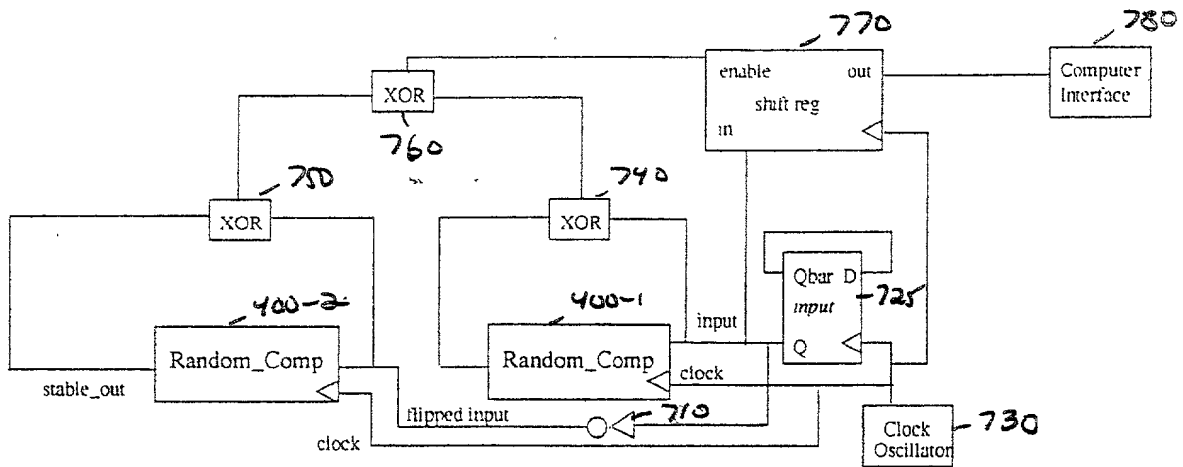 770
780
enable out
shift reg
in
Computer
Interface
XOR
760
750
XOR
740
XOR
Qbar D
input
Q
725
400-2
Random_Comp
400-1
Random_Comp
input
clock
stable_out
flipped input
710
clock
Clock
Oscillator
730